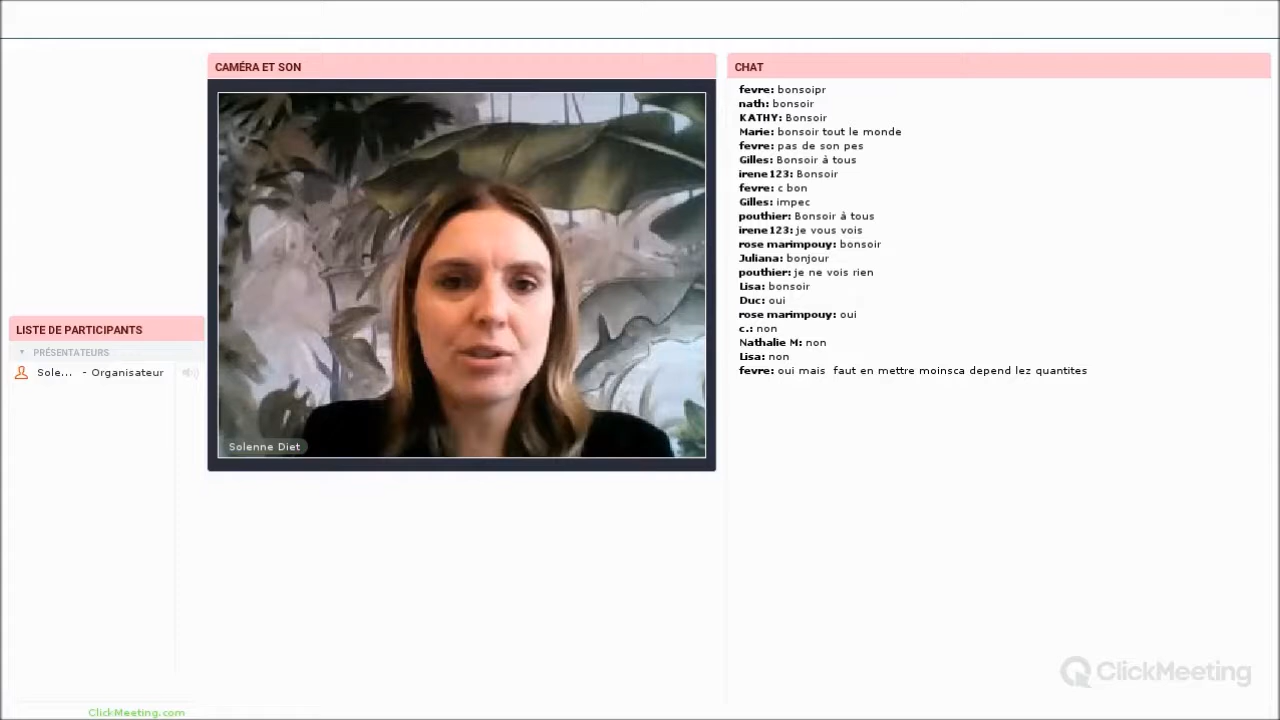 CAMÉRA ET SON
Solenne Diet
LISTE DE PARTICIPANTS
PRÉSENTATEURS
Sole... - Organisateur
CHAT
fevre: bonsoipr
nath: bonsoir
KATHY: Bonsoir
Marie: bonsoir tout le monde
fevre: pas de son pes
Gilles: Bonsoir à tous
irene123: Bonsoir
fevre: c bon
Gilles: impec
pouthier: Bonsoir à tous
irene123: je vous vois
rose marimpouy: bonsoir
Juliana: bonjour
pouthier: je ne vois rien
Lisa: bonsoir
Duc: oui
rose marimpouy: oui
c.: non
Nathalie M: non
Lisa: non
fevre: oui mais  faut en mettre moinsca depend lez quantites
ClickMeeting
ClickMeeting.com